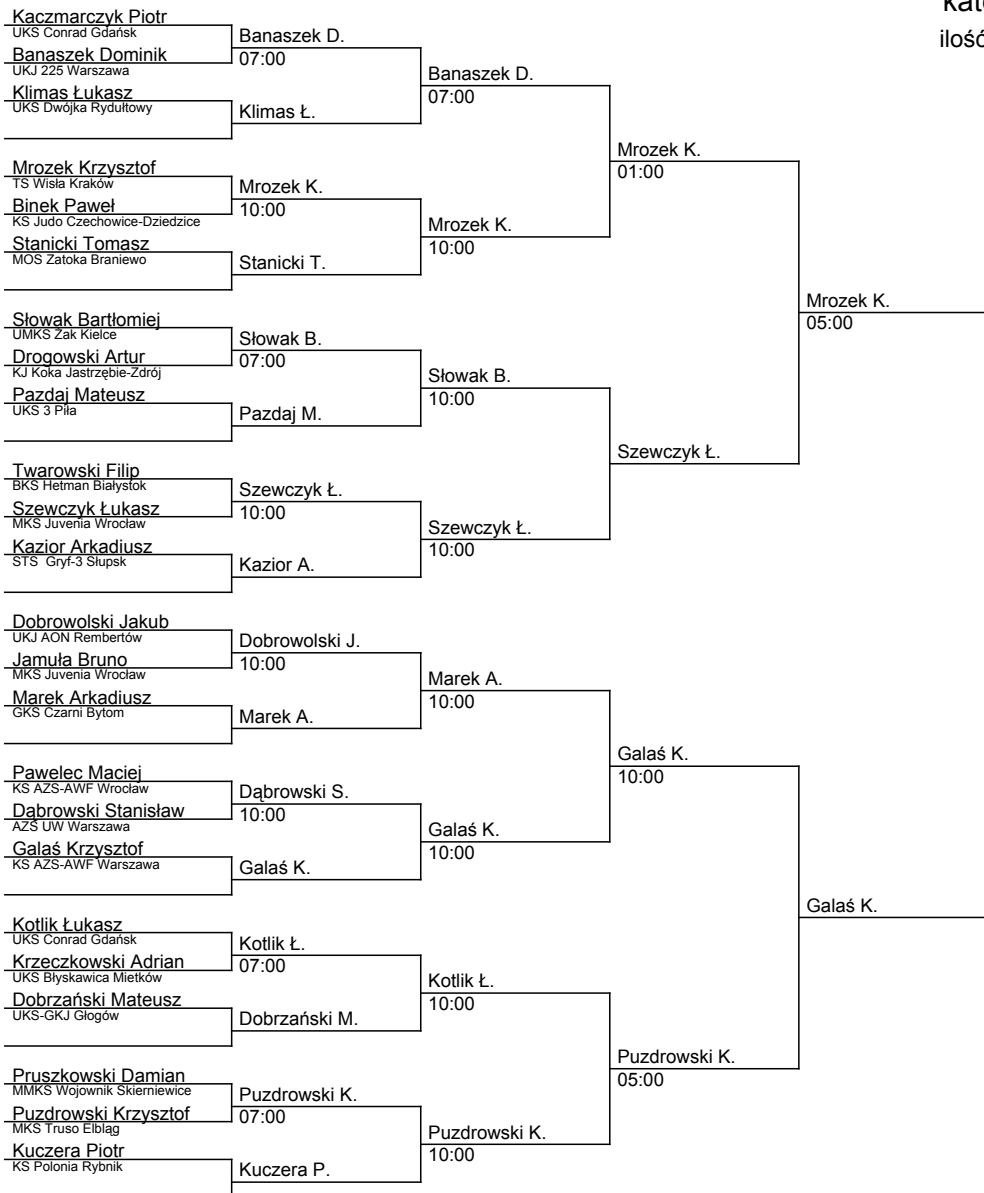 kat
iloś
Kaczmarczyk Piotr
UKS Conrad Gdańsk
Banaszek Dominik
UKJ 225 Warszawa
Klimas Łukasz
UKS Dwójka Rydułtowy
Mrozek Krzysztof
TS Wisła Kraków
Binek Paweł
KS Judo Czechowice-Dziedzice
Stanicki Tomasz
MOS Zatoka Braniewo
Słowak Bartłomiej
UMKS Żak Kielce
Drogowski Artur
KJ Koka Jastrzębie-Zdrój
Pazdaj Mateusz
UKS 3 Piła
Twarowski Filip
BKS Hetman Białystok
Szewczyk Łukasz
MKS Juvenia Wrocław
Kazior Arkadiusz
STS Gryf-3 Słupsk
Dobrowolski Jakub
UKJ AON Rembertów
Jamuła Bruno
MKS Juvenia Wrocław
Marek Arkadiusz
GKS Czarni Bytom
Pawelec Maciej
KS AZS-AWF Wrocław
Dąbrowski Stanisław
AZS UW Warszawa
Galaś Krzysztof
KS AZS-AWF Warszawa
Kotlik Łukasz
UKS Conrad Gdańsk
Krzeczkowski Adrian
UKS Błyskawica Mietków
Dobrzański Mateusz
UKS-GKJ Głogów
Pruszkowski Damian
MMKS Wojownik Skierniewice
Puzdrowski Krzysztof
MKS Truso Elbląg
Kuczera Piotr
KS Polonia Rybnik
Banaszek D.
07:00
Klimas Ł.
Mrozek K.
10:00
Stanicki T.
Słowak B.
07:00
Pazdaj M.
Szewczyk Ł.
10:00
Kazior A.
Dobrowolski J.
10:00
Marek A.
Dąbrowski S.
10:00
Galaś K.
Kotlik Ł.
07:00
Dobrzański M.
Puzdrowski K.
07:00
Kuczera P.
Banaszek D.
07:00
Mrozek K.
10:00
Słowak B.
10:00
Szewczyk Ł.
10:00
Marek A.
10:00
Galaś K.
10:00
Kotlik Ł.
10:00
Puzdrowski K.
10:00
Mrozek K.
01:00
Szewczyk Ł.
Galaś K.
10:00
Puzdrowski K.
05:00
Mrozek K.
05:00
Galaś K.